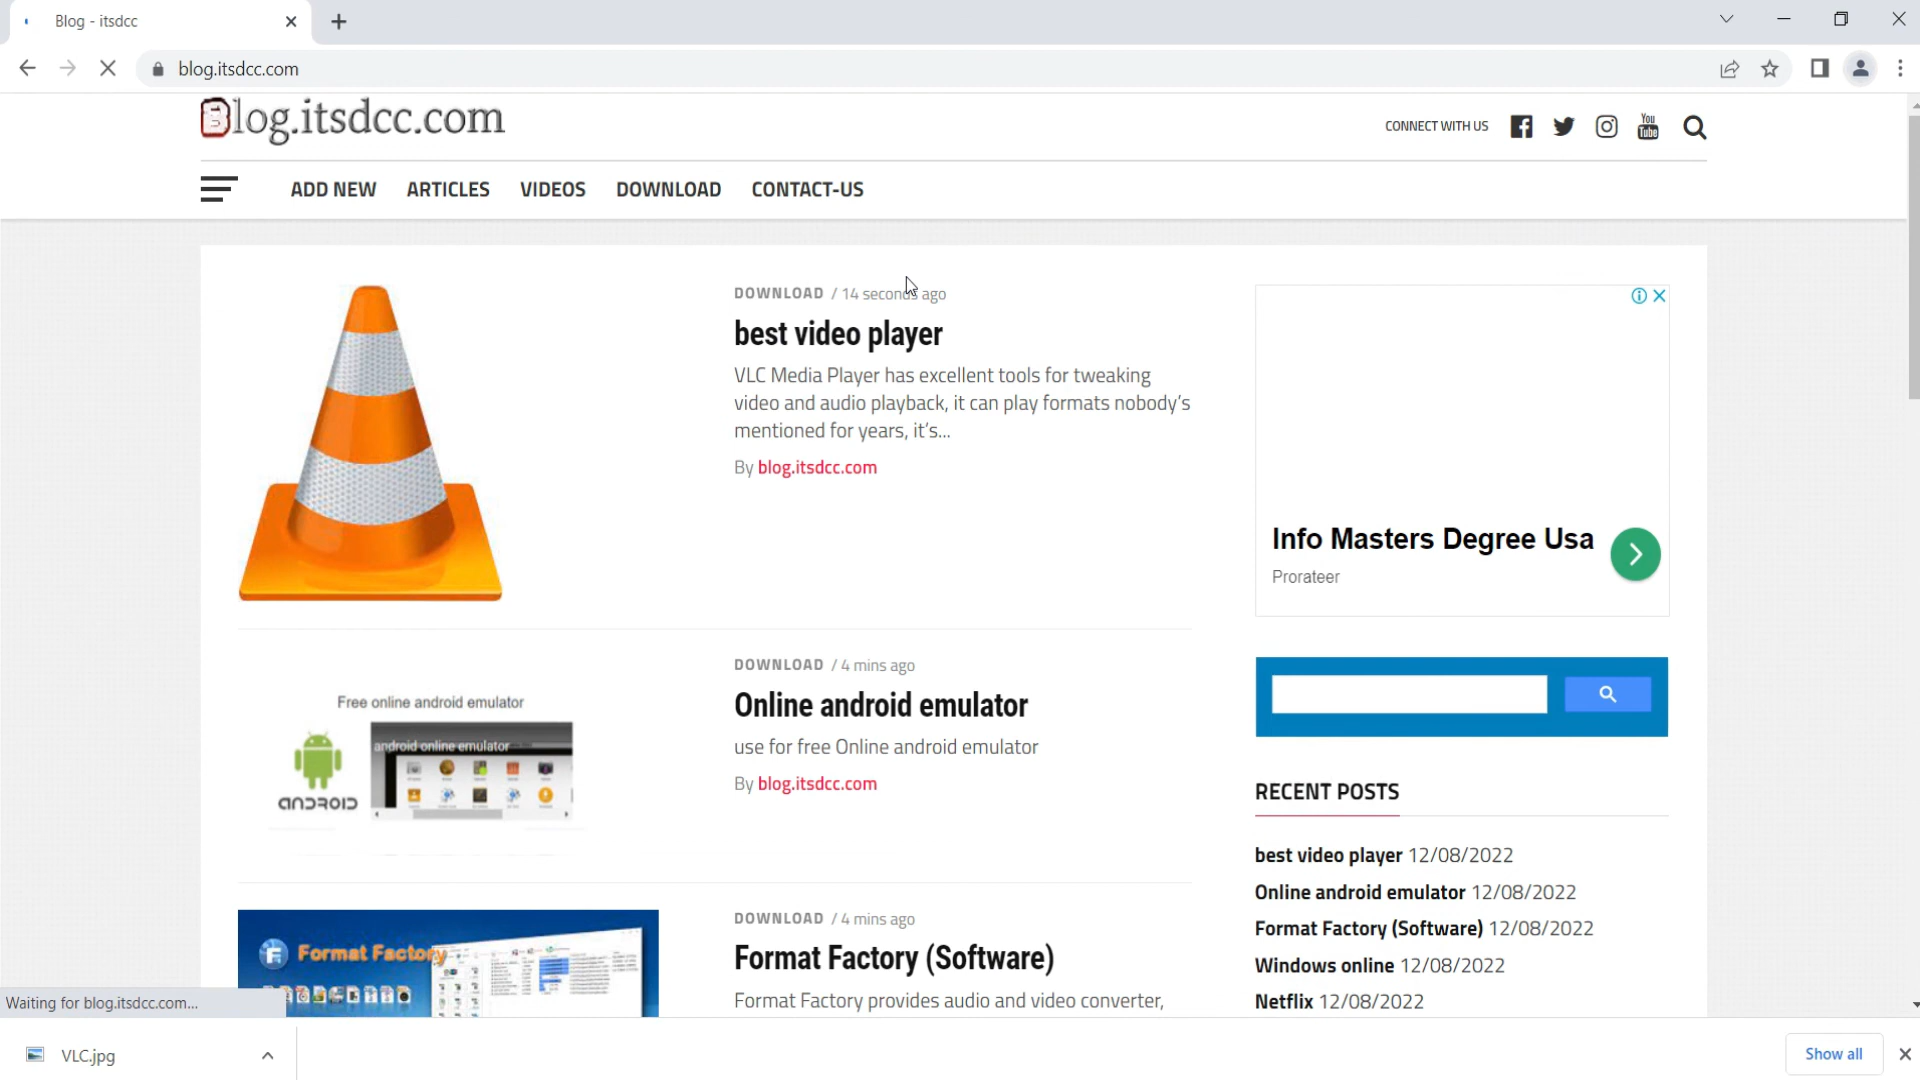 Blog - itsdcc
blog.itsdcc.com
Blog.itsdcc.com
CONNECT WITH US
You
Tube
ADD NEW
ARTICLES
VIDEOS
DOWNLOAD
CONTACT-US
DOWNLOAD / 14 seconds ago
best video player
VLC Media Player has excellent tools for tweaking
video and audio playback, it can play formats nobody's
mentioned for years, it's...
By blog.itsdcc.com
Info Masters Degree Usa
Prorateer
Free online android emulator
android online emulator
android
DOWNLOAD / 4 mins ago
Online android emulator
use for free Online android emulator
By blog.itsdcc.com
RECENT POSTS
best video player 12/08/2022
Online android emulator 12/08/2022
Format Factory (Software) 12/08/2022
Windows online 12/08/2022
Netflix 12/08/2022
Format Factory
DOWNLOAD / 4 mins ago
Format Factory (Software)
Format Factory provides audio and video converter,
Waiting for blog.itsdcc.com...
VLC.jpg
Show all